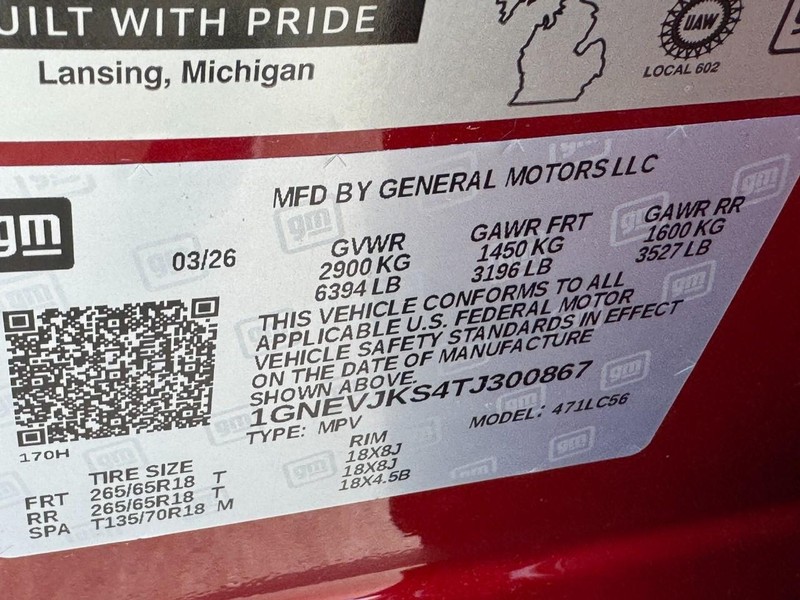 UILT WITH PRIDE
Lansing, Michigan
UAW
LOCAL 602
gm
MFD BY GENERAL MOTORS LLC
03/26
GVWR
2900 KG
6394 LB
GAWR FRT
1450 KG
3196 LB
GAWR RR
1600 KG
3527 LB
THIS VEHICLE CONFORMS TO ALL
APPLICABLE U.S. FEDERAL MOTOR
VEHICLE SAFETY STANDARDS IN EFFECT
ON THE DATE OF MANUFACTURE
SHOWN ABOVE.
1GNEVJKS4TJ300867
TYPE: MPV MODEL: 471LC56
170H
TIRE SIZE RIM
FRT 265/65R18 T 18X8J
RR 265/65R18 T 18X8J
SPA T135/70R18 M 18X4.5B